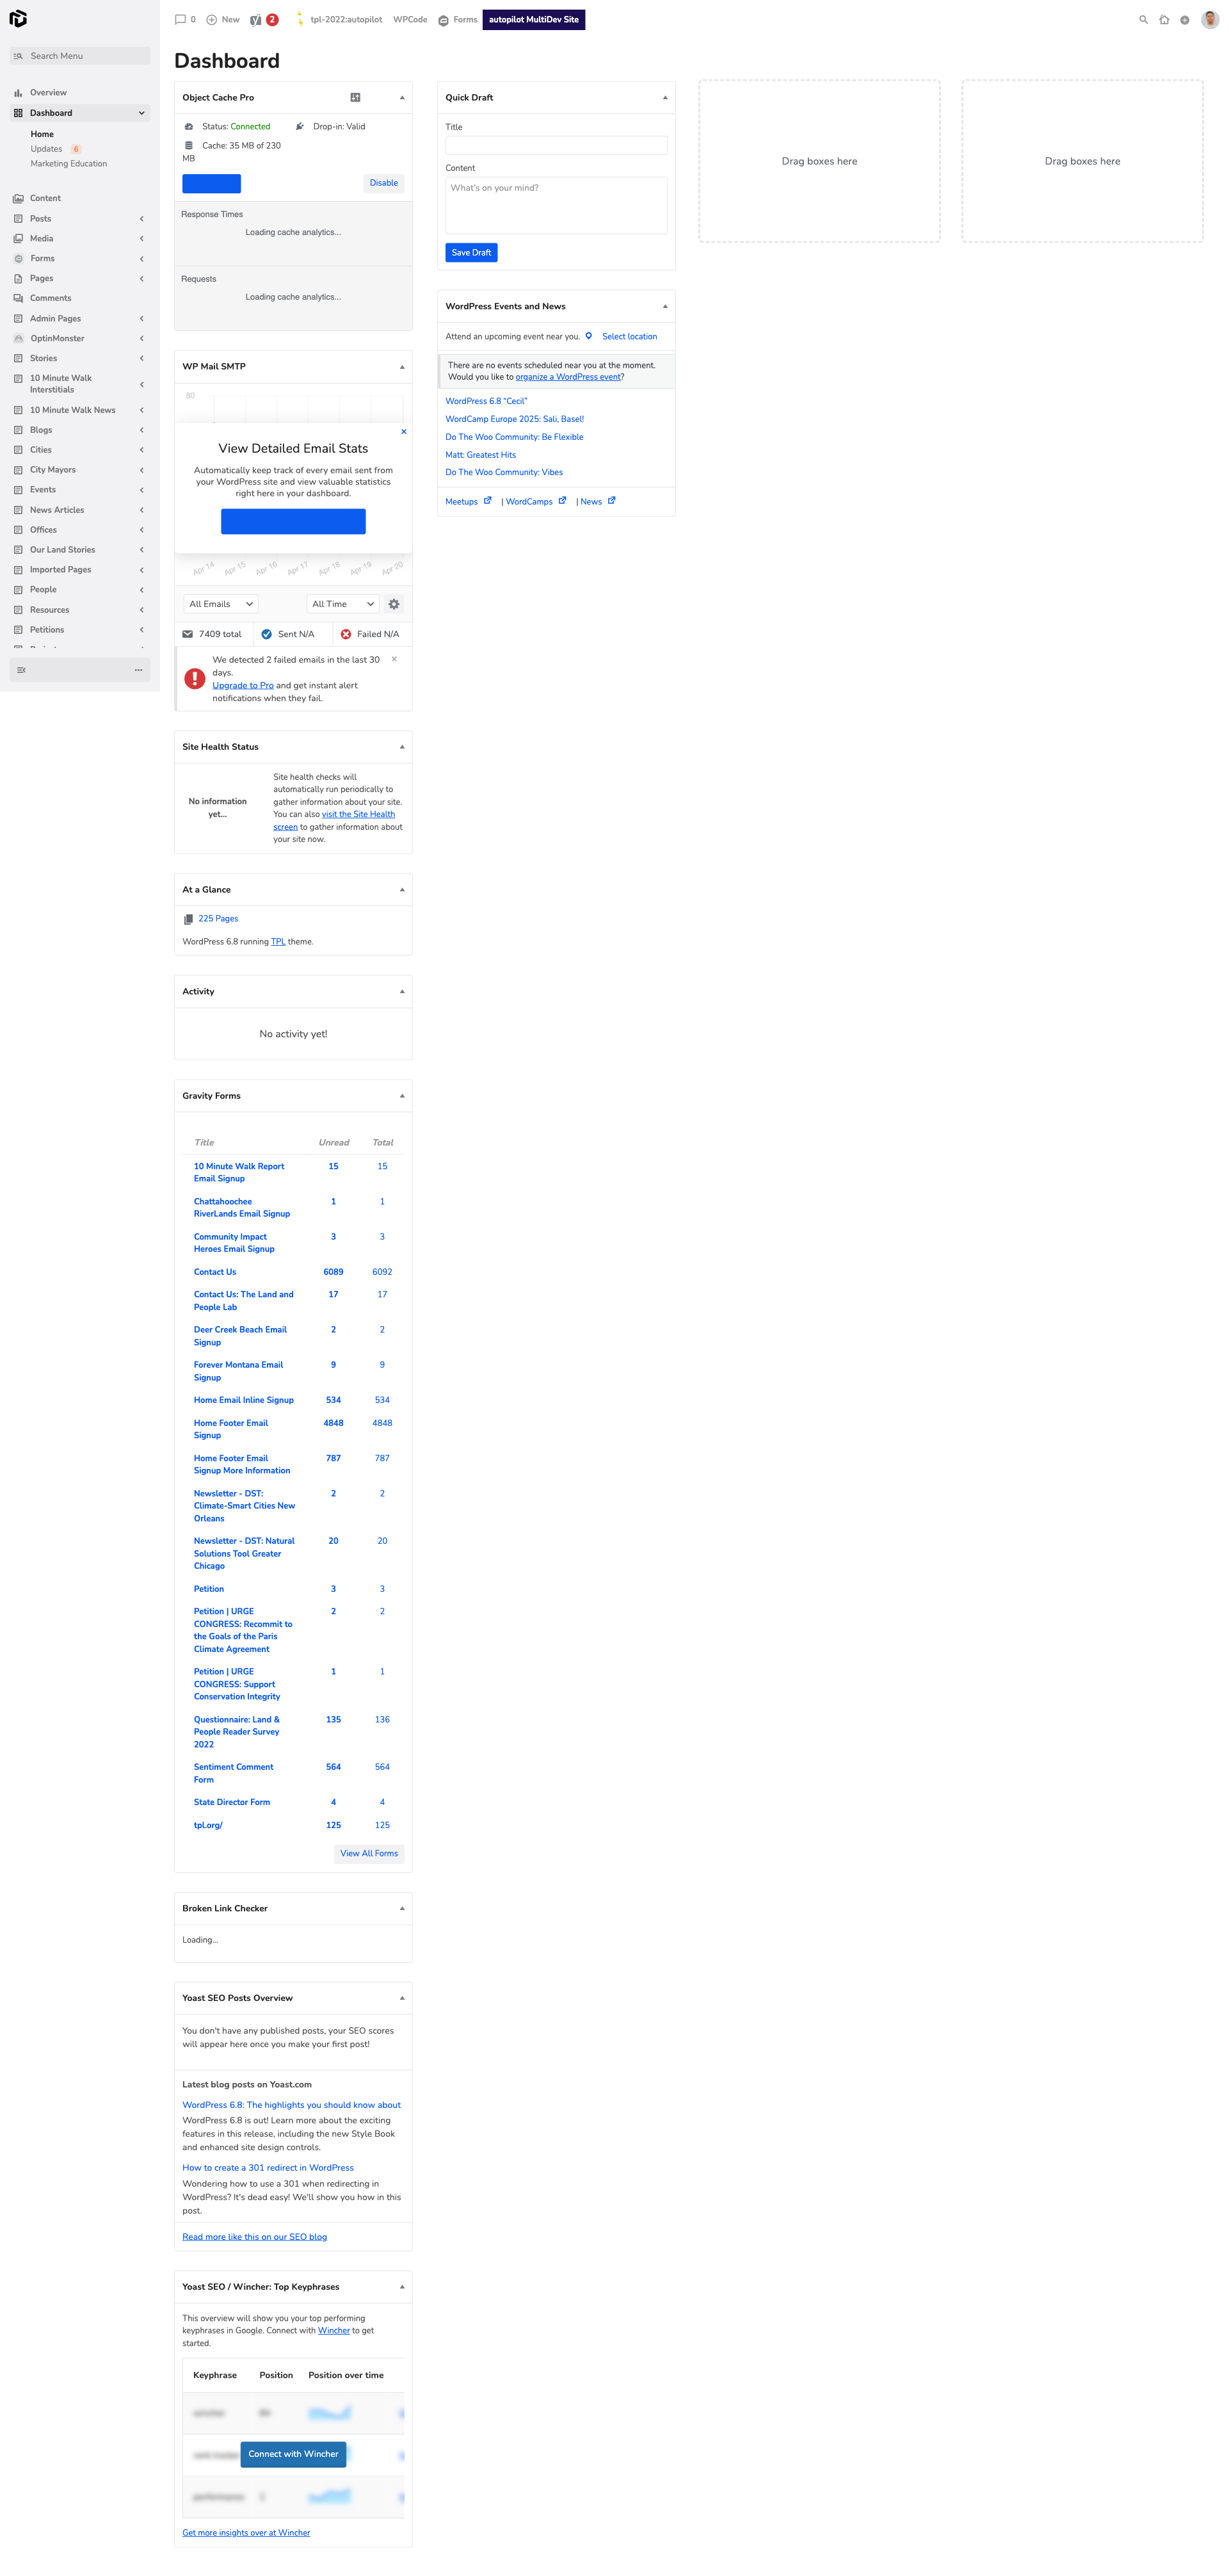 0 New 2 tpl-2022:autopilot WPCode Forms autopilot MultiDev Site
Search Menu
Overview
Dashboard
Home
Updates 6
Marketing Education
Content
Posts
Media
Forms
Pages
Comments
Admin Pages
OptinMonster
Stories
10 Minute Walk
Interstitials
10 Minute Walk News
Blogs
Cities
City Mayors
Events
News Articles
Offices
Our Land Stories
Imported Pages
People
Resources
Petitions
Dashboard
Object Cache Pro
Status: Connected Drop-in: Valid
Cache: 35 MB of 230
MB
Disable
Response Times
Loading cache analytics...
Requests
Loading cache analytics...
WP Mail SMTP
80
View Detailed Email Stats
Automatically keep track of every email sent from
your WordPress site and view valuable statistics
right here in your dashboard.
Apr 14 Apr 15 Apr 16 Apr 17 Apr 18 Apr 19 Apr 20
All Emails All Time
7409 total Sent N/A Failed N/A
We detected 2 failed emails in the last 30
days.
Upgrade to Pro and get instant alert
notifications when they fail.
Site Health Status
No information
yet...
Site health checks will
automatically run periodically to
gather information about your site.
You can also visit the Site Health
screen to gather information about
your site now.
At a Glance
225 Pages
WordPress 6.8 running TPL theme.
Activity
No activity yet!
Gravity Forms
Title Unread Total
10 Minute Walk Report 15 15
Email Signup
Chattahoochee 1 1
RiverLands Email Signup
Community Impact 3 3
Heroes Email Signup
Contact Us 6089 6092
Contact Us: The Land and 17 17
People Lab
Deer Creek Beach Email 2 2
Signup
Forever Montana Email 9 9
Signup
Home Email Inline Signup 534 534
Home Footer Email 4848 4848
Signup
Home Footer Email 787 787
Signup More Information
Newsletter - DST: 2 2
Climate-Smart Cities New
Orleans
Newsletter - DST: Natural 20 20
Solutions Tool Greater
Chicago
Petition 3 3
Petition | URGE 2 2
CONGRESS: Recommit to
the Goals of the Paris
Climate Agreement
Petition | URGE 1 1
CONGRESS: Support
Conservation Integrity
Questionnaire: Land & 135 136
People Reader Survey
2022
Sentiment Comment 564 564
Form
State Director Form 4 4
tpl.org/ 125 125
View All Forms
Broken Link Checker
Loading...
Yoast SEO Posts Overview
You don't have any published posts, your SEO scores
will appear here once you make your first post!
Latest blog posts on Yoast.com
WordPress 6.8: The highlights you should know about
WordPress 6.8 is out! Learn more about the exciting
features in this release, including the new Style Book
and enhanced site design controls.
How to create a 301 redirect in WordPress
Wondering how to use a 301 when redirecting in
WordPress? It's dead easy! We'll show you how in this
post.
Read more like this on our SEO blog
Yoast SEO / Wincher: Top Keyphrases
This overview will show you your top performing
keyphrases in Google. Connect with Wincher to get
started.
Keyphrase Position Position over time
Connect with Wincher
Get more insights over at Wincher
Quick Draft
Title
Content
What's on your mind?
Save Draft
WordPress Events and News
Attend an upcoming event near you. Select location
There are no events scheduled near you at the moment.
Would you like to organize a WordPress event?
WordPress 6.8 "Cecil"
WordCamp Europe 2025: Sali, Basel!
Do The Woo Community: Be Flexible
Matt: Greatest Hits
Do The Woo Community: Vibes
Meetups | WordCamps | News
Drag boxes here
Drag boxes here